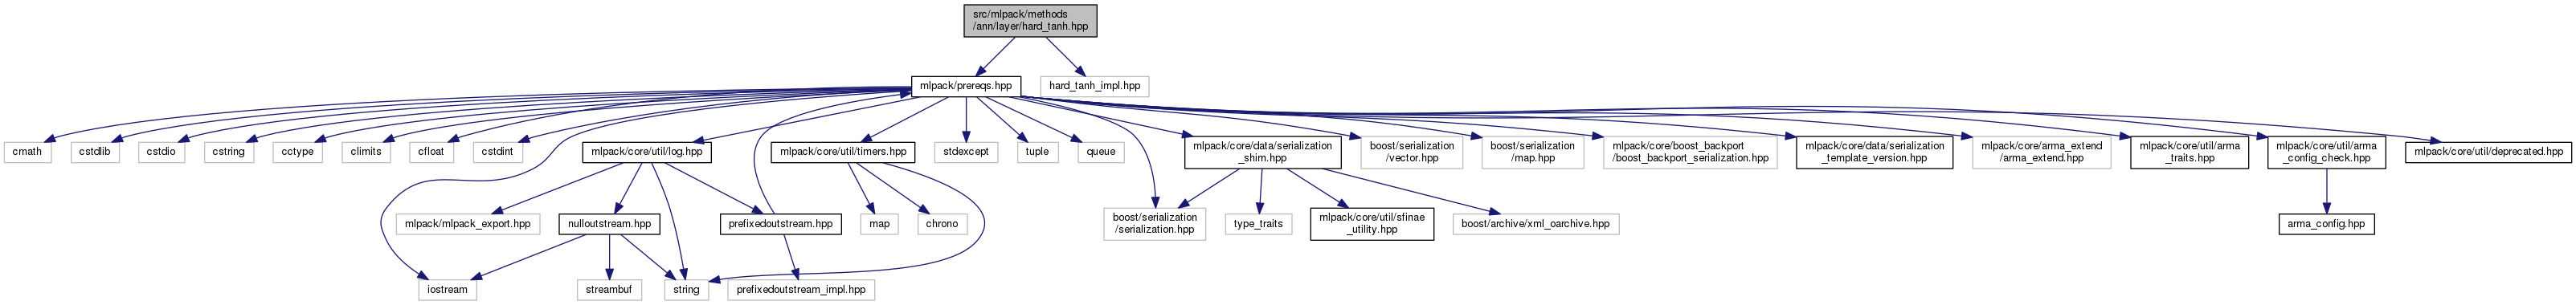 src/mlpack/methods
/ann/layer/hard_tanh.hpp
mlpack/prereqs.hpp
hard_tanh_impl.hpp
cmath
cstdlib
cstdio
cstring
cctype
climits
cfloat
cstdint
mlpack/core/util/log.hpp
mlpack/core/util/timers.hpp
stdexcept
tuple
queue
mlpack/core/data/serialization
_shim.hpp
boost/serialization
/vector.hpp
boost/serialization
/map.hpp
mlpack/core/boost_backport
/boost_backport_serialization.hpp
mlpack/core/data/serialization
_template_version.hpp
mlpack/core/arma_extend
/arma_extend.hpp
mlpack/core/util/arma
_traits.hpp
mlpack/core/util/arma
_config_check.hpp
mlpack/core/util/deprecated.hpp
mlpack/mlpack_export.hpp
nulloutstream.hpp
prefixedoutstream.hpp
map
chrono
boost/serialization
/serialization.hpp
type_traits
mlpack/core/util/sfinae
_utility.hpp
boost/archive/xml_oarchive.hpp
arma_config.hpp
iostream
streambuf
string
prefixedoutstream_impl.hpp